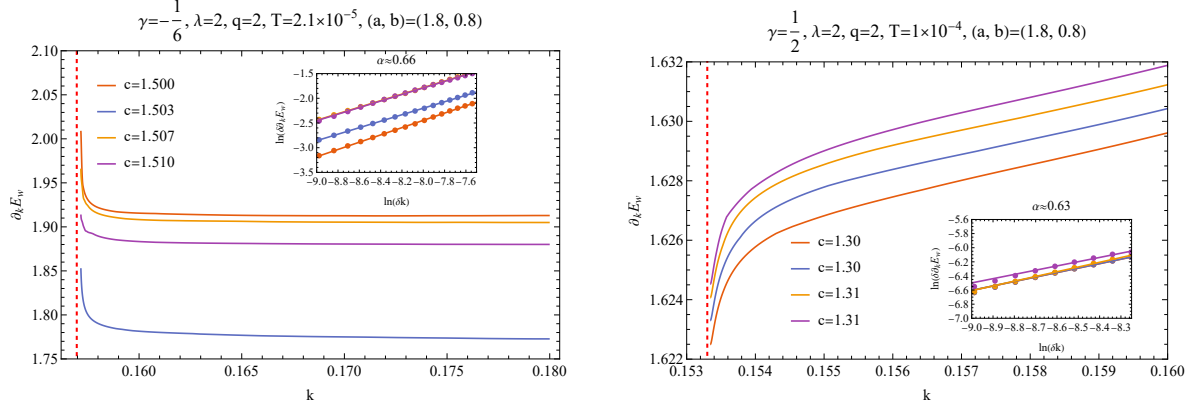 γ=-1/6, λ=2, q=2, T=2.1×10⁻⁵, (a, b)=(1.8, 0.8)
2.10
2.05
2.00
1.95
1.90
1.85
1.80
1.75
∂ₖE_w
c=1.500
c=1.503
c=1.507
c=1.510
α≈0.66
-1.5
-2.0
-2.5
-3.0
-3.5
ln(δ∂ₖE_w)
-9.0 -8.8 -8.6 -8.4 -8.2 -8.0 -7.8 -7.6
ln(δk)
0.160 0.165 0.170 0.175 0.180
k
γ=1/2, λ=2, q=2, T=1×10⁻⁴, (a, b)=(1.8, 0.8)
1.632
1.630
1.628
1.626
1.624
1.622
∂ₖE_w
c=1.30
c=1.30
c=1.31
c=1.31
α≈0.63
-5.6
-5.8
-6.0
-6.2
-6.4
-6.6
-6.8
-7.0
ln(δ∂ₖE_w)
-9.0 -8.9 -8.8 -8.7 -8.6 -8.5 -8.4 -8.3
ln(δk)
0.153 0.154 0.155 0.156 0.157 0.158 0.159 0.160
k